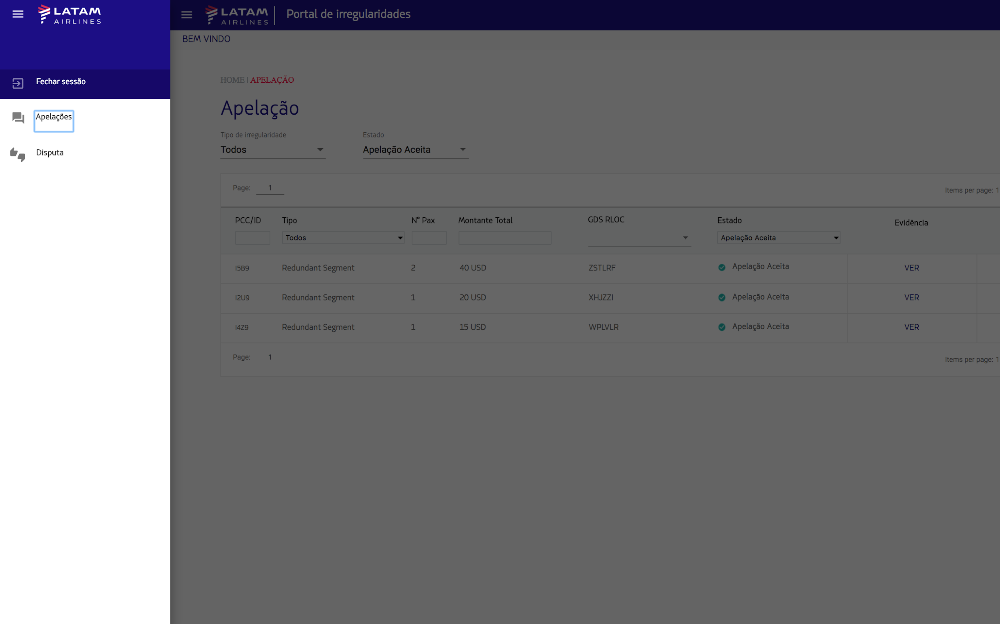 LATAM
AIRLINES
Fechar sessão
Apelações
Disputa
LATAM
AIRLINES
Portal de irregularidades
BEM VINDO
HOME | APELAÇÃO
Apelação
Tipo de irregularidade Estado
Todos Apelação Aceita
Page: 1 Items per page: 1
PCC/ID Tipo N° Pax Montante Total GDS RLOC Estado Evidência
Todos Apelação Aceita
I5B9 Redundant Segment 2 40 USD ZSTLRF Apelação Aceita VER
I2U9 Redundant Segment 1 20 USD XHJZZI Apelação Aceita VER
I4Z9 Redundant Segment 1 15 USD WPLVLR Apelação Aceita VER
Page: 1 Items per page: 1